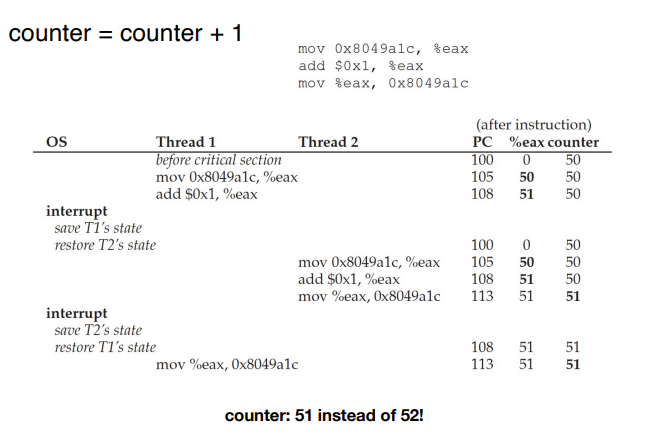 counter = counter + 1
mov 0x8049a1c, %eax
add $0x1, %eax
mov %eax, 0x8049a1c
(after instruction)
OS Thread 1 Thread 2 PC %eax counter
before critical section 100 0 50
mov 0x8049a1c, %eax 105 50 50
add $0x1, %eax 108 51 50
interrupt
save T1's state
restore T2's state 100 0 50
mov 0x8049a1c, %eax 105 50 50
add $0x1, %eax 108 51 50
mov %eax, 0x8049a1c 113 51 51
interrupt
save T2's state
restore T1's state 108 51 51
mov %eax, 0x8049a1c 113 51 51
counter: 51 instead of 52!